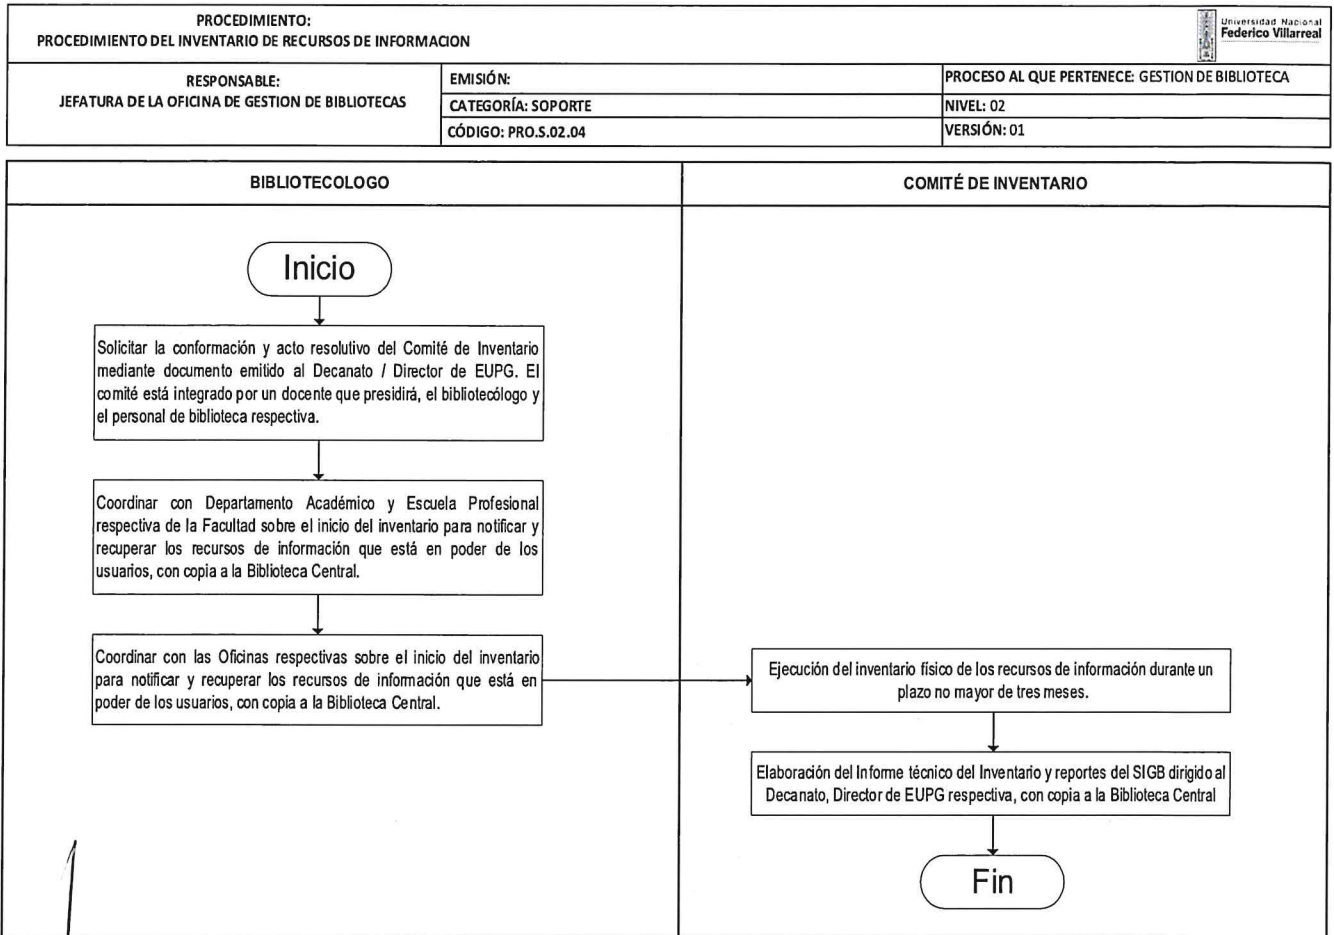 PROCEDIMIENTO:
PROCEDIMIENTO DEL INVENTARIO DE RECURSOS DE INFORMACION
Universidad Nacional
Federico Villarreal
RESPONSABLE:
JEFATURA DE LA OFICINA DE GESTION DE BIBLIOTECAS
EMISIÓN:
PROCESO AL QUE PERTENECE: GESTION DE BIBLIOTECA
CATEGORÍA: SOPORTE
NIVEL: 02
CÓDIGO: PRO.S.02.04
VERSIÓN: 01
BIBLIOTECOLOGO
COMITÉ DE INVENTARIO
Inicio
Solicitar la conformación y acto resolutivo del Comité de Inventario
mediante documento emitido al Decanato / Director de EUPG. El
comité está integrado por un docente que presidirá, el bibliotecólogo y
el personal de biblioteca respectiva.
Coordinar con Departamento Académico y Escuela Profesional
respectiva de la Facultad sobre el inicio del inventario para notificar y
recuperar los recursos de información que está en poder de los
usuarios, con copia a la Biblioteca Central.
Coordinar con las Oficinas respectivas sobre el inicio del inventario
para notificar y recuperar los recursos de información que está en
poder de los usuarios, con copia a la Biblioteca Central.
Ejecución del inventario físico de los recursos de información durante un
plazo no mayor de tres meses.
Elaboración del Informe técnico del Inventario y reportes del SIGB dirigido al
Decanato, Director de EUPG respectiva, con copia a la Biblioteca Central
Fin